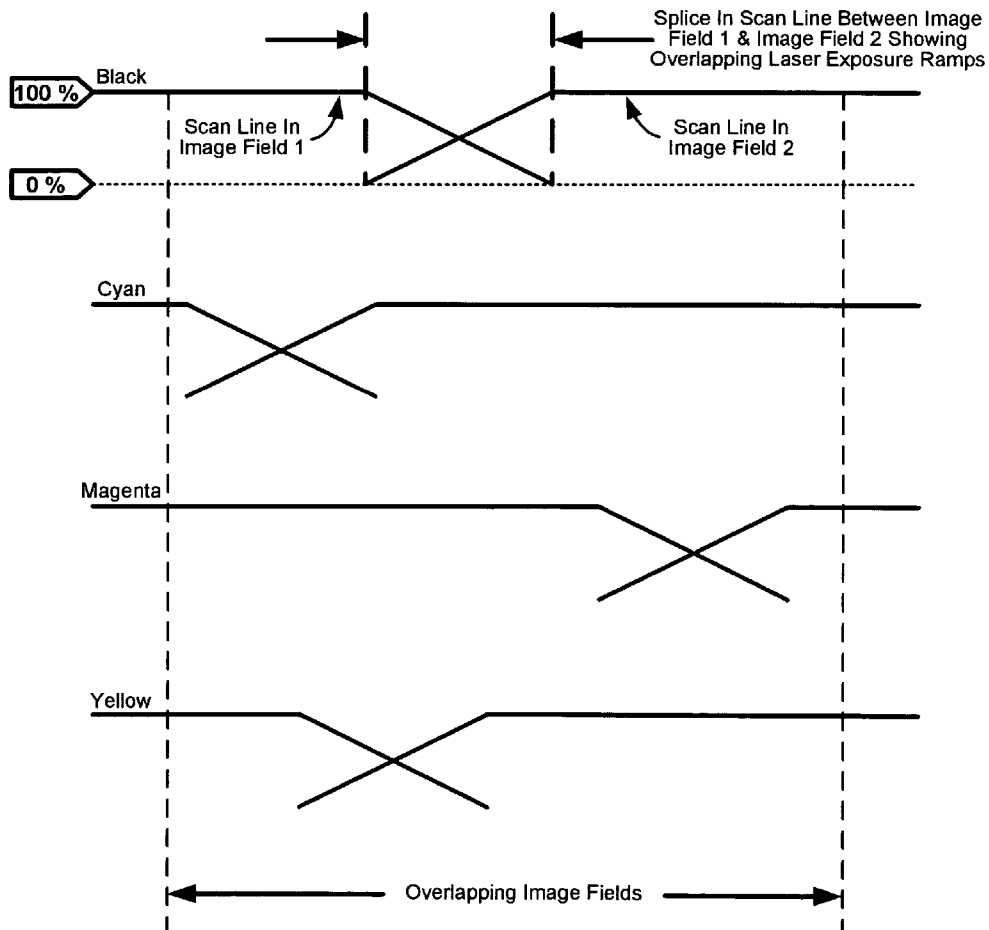 Splice In Scan Line Between Image
Field 1 & Image Field 2 Showing
Overlapping Laser Exposure Ramps
Black
100 %
Scan Line In
Image Field 1
Scan Line In
Image Field 2
0 %
Cyan
Magenta
Yellow
Overlapping Image Fields